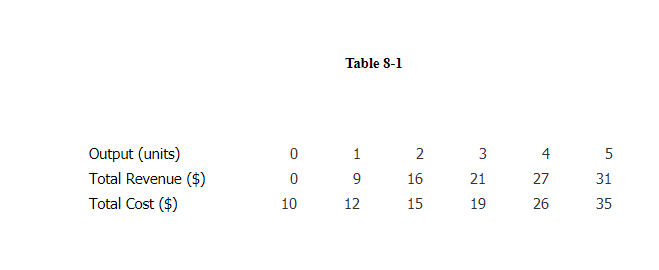 Table 8-1
Output (units) 0 1 2 3 4 5
Total Revenue ($) 0 9 16 21 27 31
Total Cost ($) 10 12 15 19 26 35